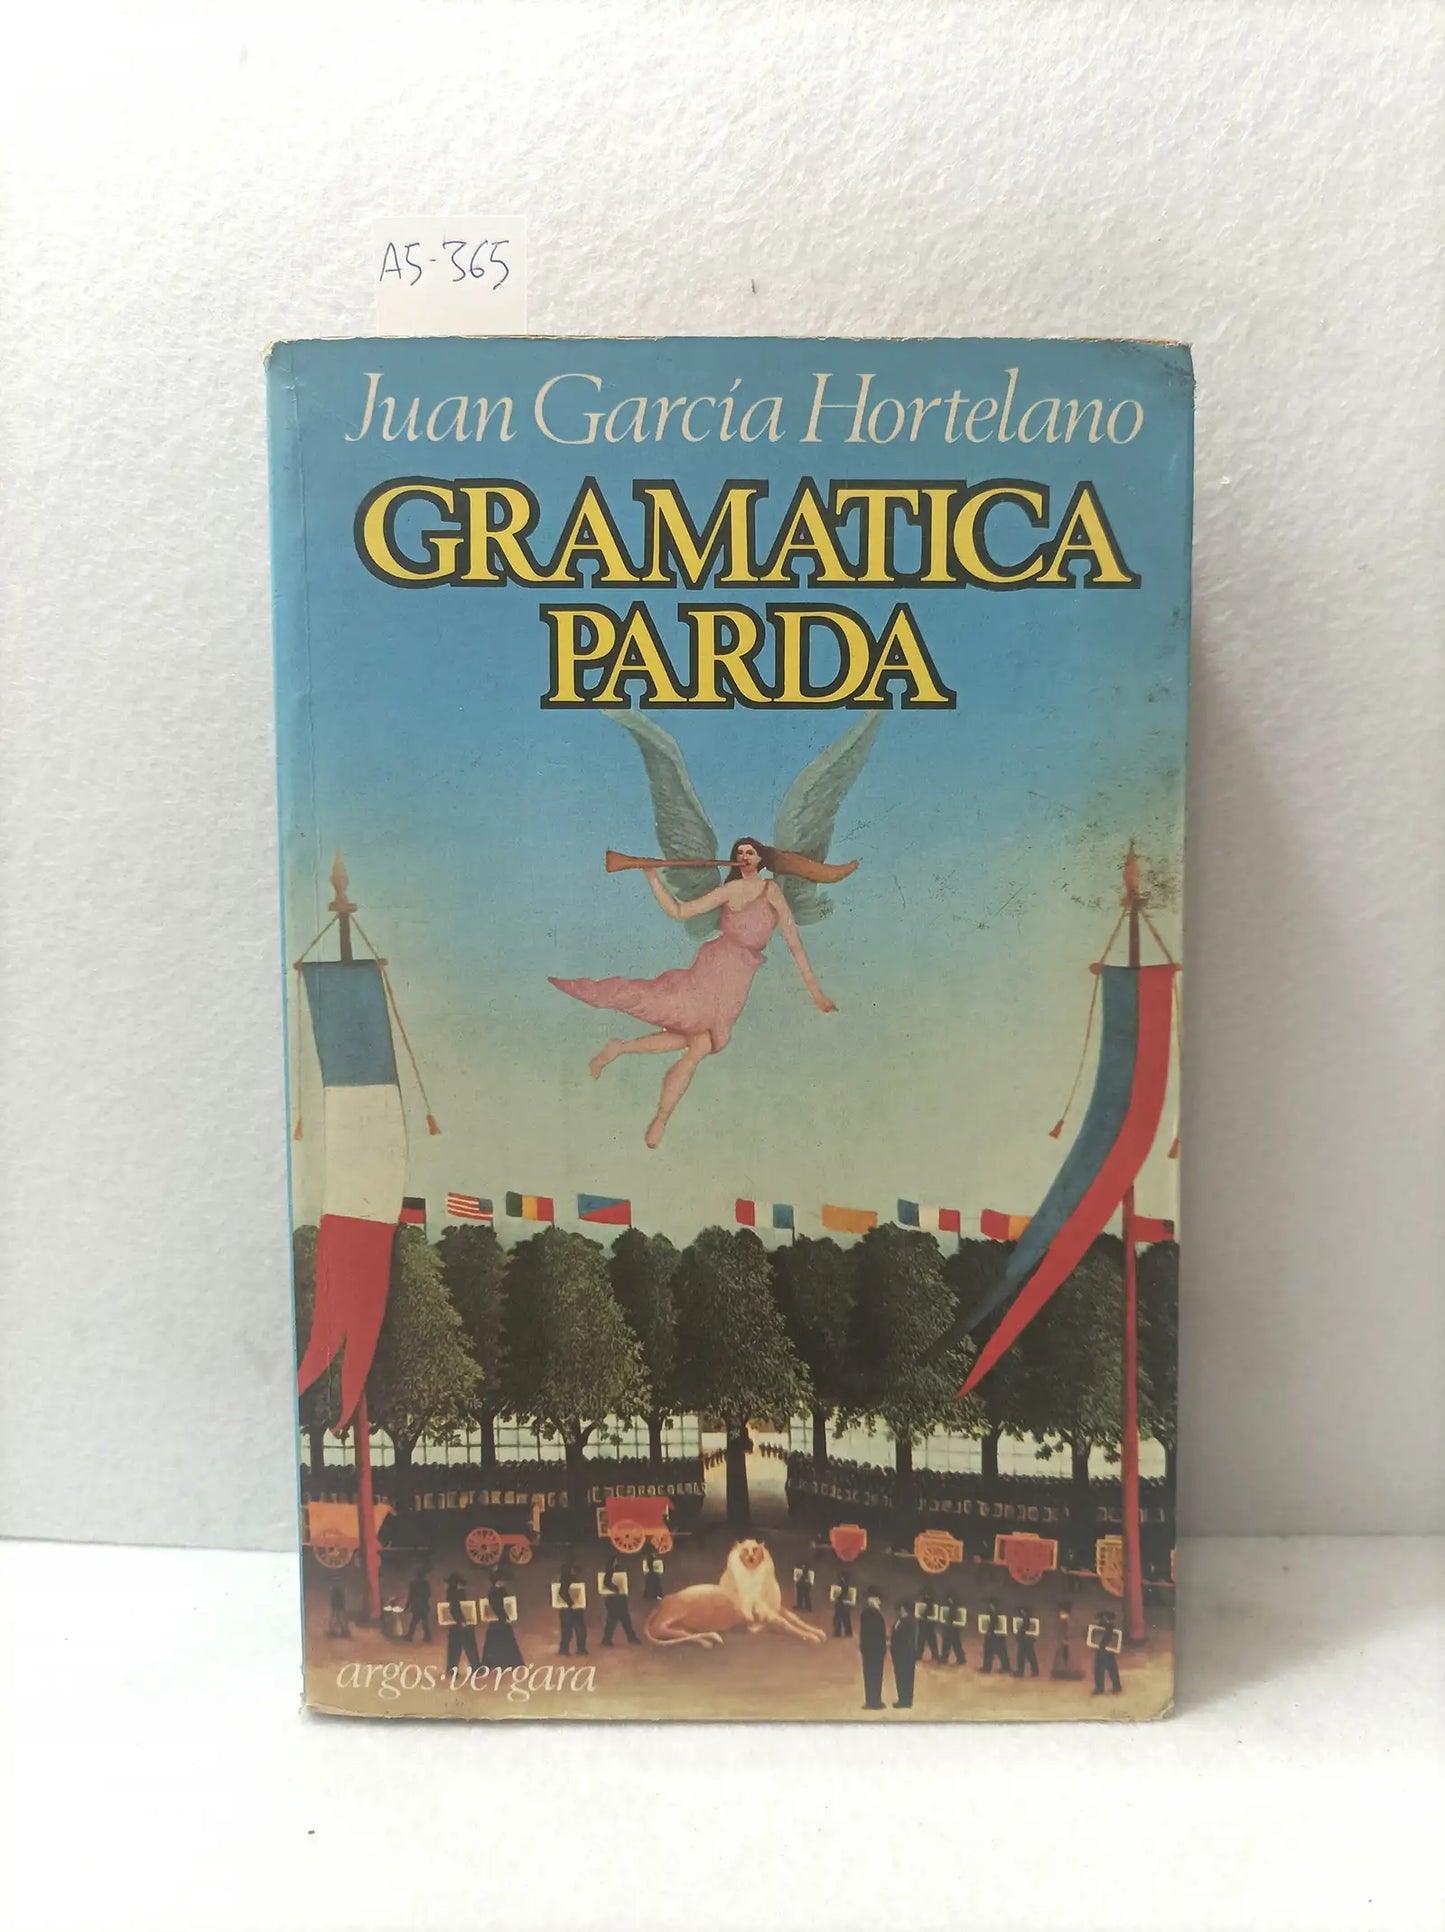 A5-365
Juan García Hortelano
GRAMATICA
PARDA
argos·vergara